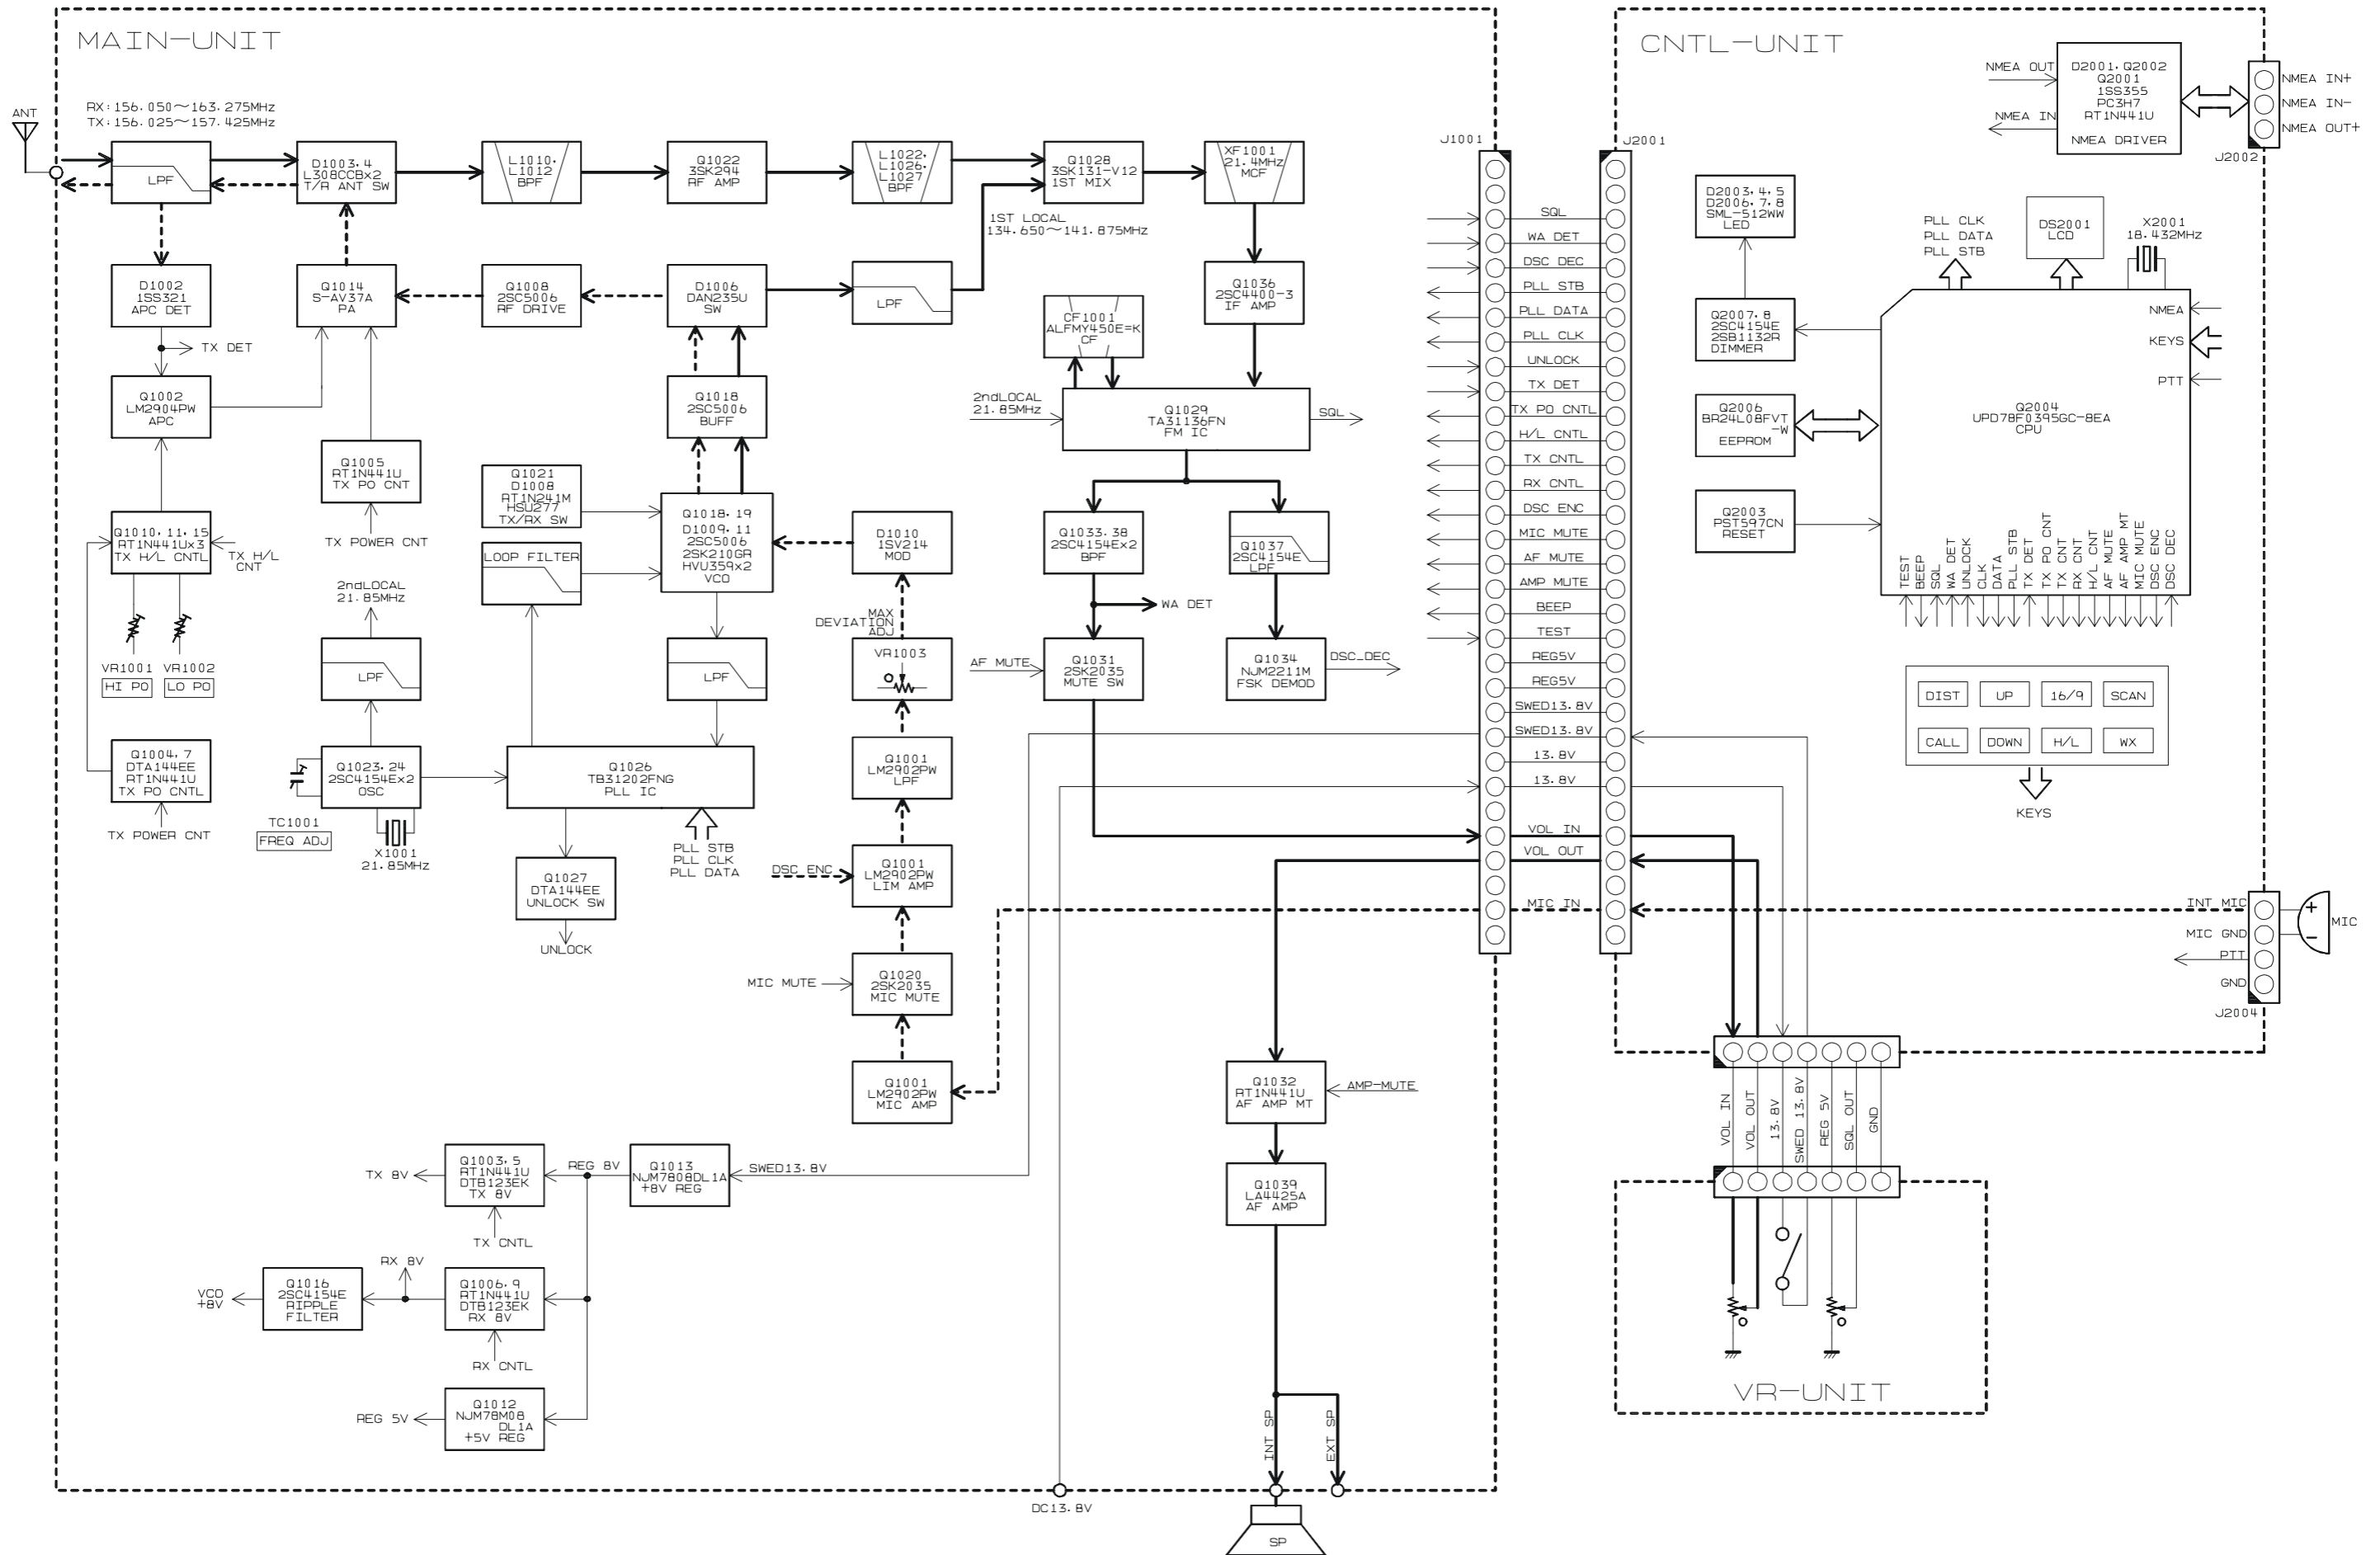 MAIN-UNIT
CNTL-UNIT
ANT
RX:156.050~163.275MHz
TX:156.025~157.425MHz
LPF
D1003.4
L308CCBx2
T/R ANT SW
L1010.
L1012
BPF
Q1022
3SK294
RF AMP
L1022.
L1026.
L1027
BPF
Q1028
3SK131-V12
1ST MIX
XF1001
21.4MHz
MCF
1ST LOCAL
134.650~141.875MHz
D1002
1SS321
APC DET
TX DET
Q1014
S-AV37A
PA
Q1008
2SC5006
RF DRIVE
D1006
DAN235U
SW
LPF
CF1001
ALFMY450E=K
CF
Q1036
2SC4400-3
IF AMP
Q1002
LM2904PW
APC
Q1018
2SC5006
BUFF
2ndLOCAL
21.85MHz
Q1029
TA31136FN
FM IC
SQL
Q1005
RT1N441U
TX PO CNT
TX POWER CNT
Q1021
D1008
RT1N241M
HSU277
TX/RX SW
LOOP FILTER
Q1018.19
D1009.11
2SC5006
2SK210GR
HVU359x2
VCO
D1010
1SV214
MOD
Q1033.38
2SC4154Ex2
BPF
Q1037
2SC4154E
LPF
WA DET
Q1010.11.15
RT1N441Ux3
TX H/L CNTL
TX H/L
CNT
2ndLOCAL
21.85MHz
LPF
LPF
MAX
DEVIATION
ADJ
VR1003
AF MUTE
Q1031
2SK2035
MUTE SW
Q1034
NJM2211M
FSK DEMOD
DSC_DEC
VR1001
HI PO
VR1002
LO PO
Q1004.7
DTA144EE
RT1N441U
TX PO CNTL
TX POWER CNT
Q1023.24
2SC4154Ex2
OSC
TC1001
FREQ ADJ
X1001
21.85MHz
Q1026
TB31202FNG
PLL IC
PLL STB
PLL CLK
PLL DATA
Q1027
DTA144EE
UNLOCK SW
UNLOCK
Q1001
LM2902PW
LPF
DSC ENC
Q1001
LM2902PW
LIM AMP
MIC MUTE
Q1020
2SK2035
MIC MUTE
Q1001
LM2902PW
MIC AMP
Q1032
RT1N441U
AF AMP MT
AMP-MUTE
Q1039
LA4425A
AF AMP
TX 8V
Q1003.5
RT1N441U
DTB123EK
TX 8V
TX CNTL
REG 8V
Q1013
NJM7808DL1A
+8V REG
SWED13.8V
VCO
+8V
Q1016
2SC4154E
RIPPLE
FILTER
RX 8V
Q1006.9
RT1N441U
DTB123EK
RX 8V
RX CNTL
REG 5V
Q1012
NJM78M08
DL1A
+5V REG
INT SP
EXT SP
DC13.8V
SP
J1001
J2001
SQL
WA DET
DSC DEC
PLL STB
PLL DATA
PLL CLK
UNLOCK
TX DET
TX PO CNTL
H/L CNTL
TX CNTL
RX CNTL
DSC ENC
MIC MUTE
AF MUTE
AMP MUTE
BEEP
TEST
REG5V
REG5V
SWED13.8V
SWED13.8V
13.8V
13.8V
VOL IN
VOL OUT
MIC IN
NMEA OUT
NMEA IN
D2001.Q2002
Q2001
1SS355
PC3H7
RT1N441U
NMEA DRIVER
NMEA IN+
NMEA IN-
NMEA OUT+
J2002
D2003.4.5
D2006.7.8
SML-512WW
LED
PLL CLK
PLL DATA
PLL STB
DS2001
LCD
X2001
18.432MHz
Q2007.8
2SC4154E
2SB1132R
DIMMER
Q2006
BR24L08FVT
-W
EEPROM
Q2003
PST597CN
RESET
NMEA
KEYS
PTT
Q2004
UPD78F0395GC-8EA
CPU
TEST
BEEP
SQL
WA DET
UNLOCK
CLK
DATA
PLL STB
TX DET
TX PO CNT
TX CNT
RX CNT
H/L CNT
AF MUTE
AF AMP MT
MIC MUTE
DSC ENC
DSC DEC
DIST
UP
16/9
SCAN
CALL
DOWN
H/L
WX
KEYS
INT MIC
MIC GND
PTT
GND
MIC
+
-
J2004
VOL IN
VOL OUT
13.8V
SWED 13.8V
REG 5V
SQL OUT
GND
VR-UNIT